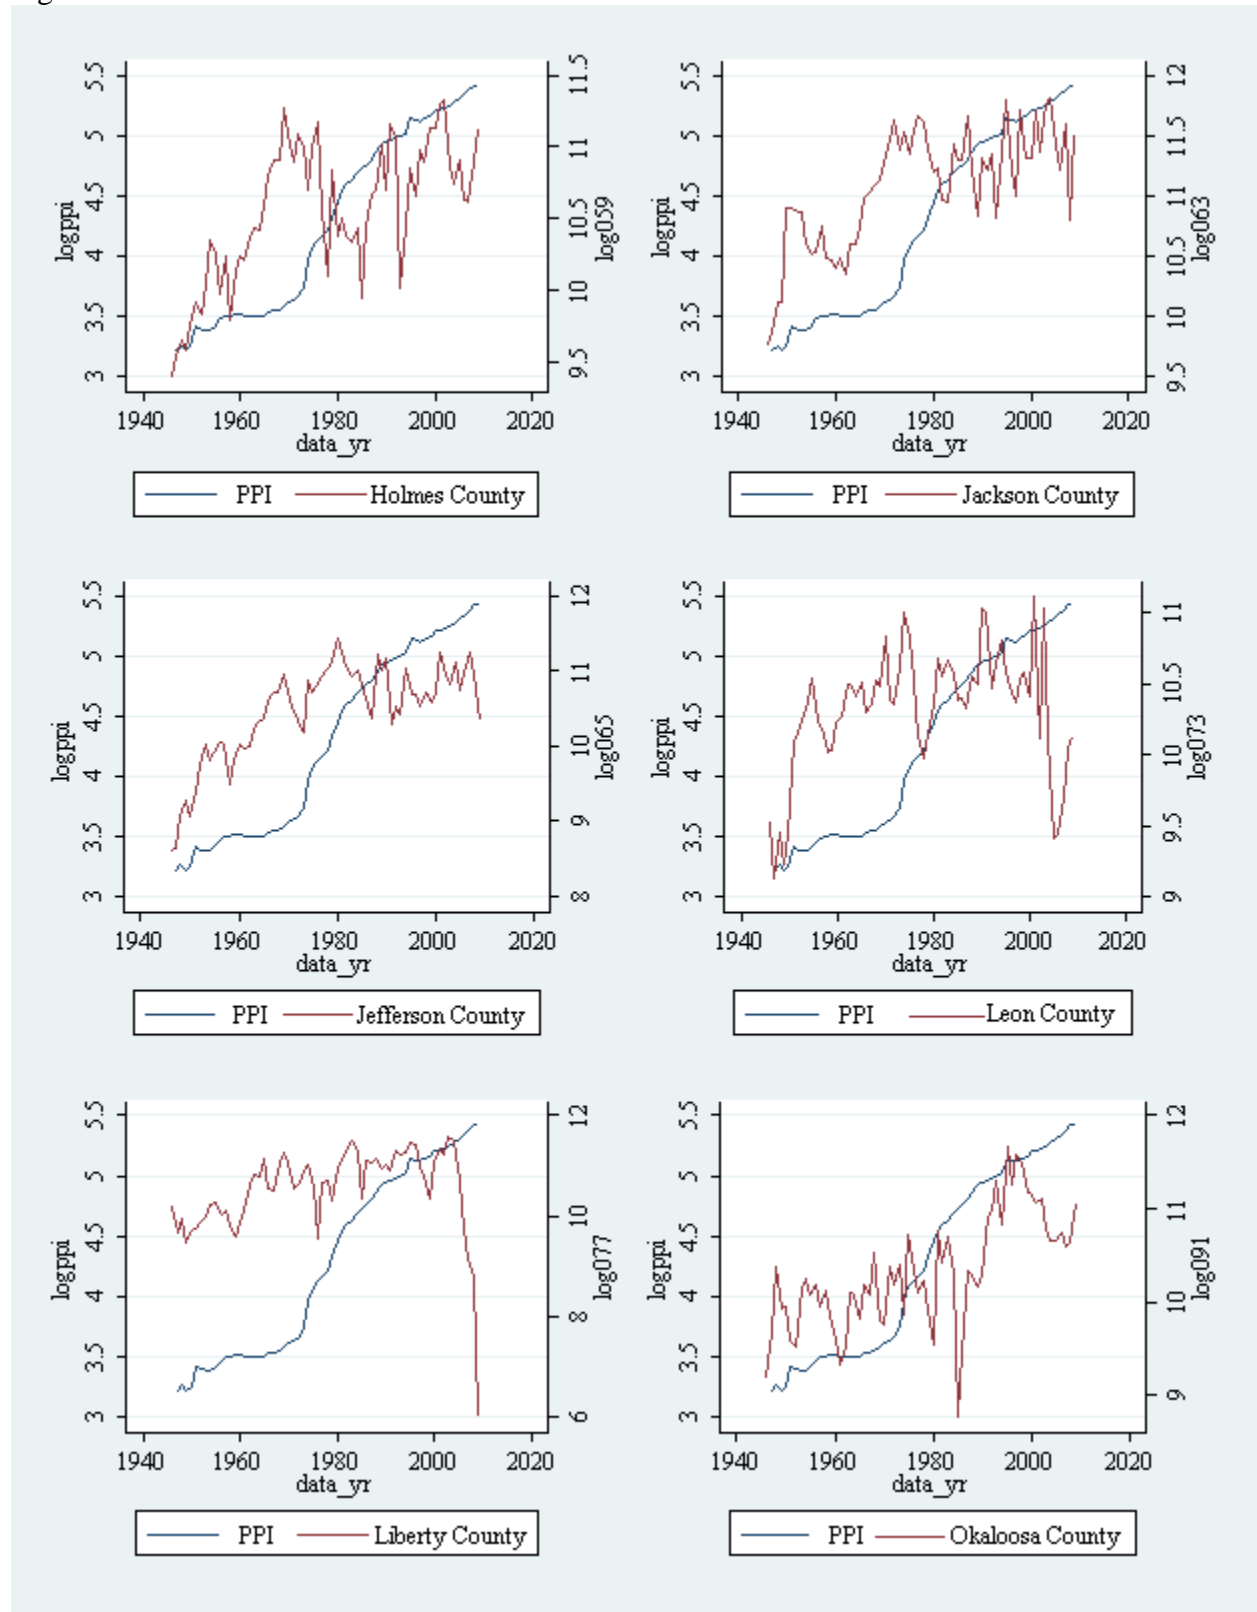 5.5 11.5 5.5 12
5 11 5 11.5
4.5 10.5 4.5 11
4 10 4 10.5
3.5 9.5 3.5 10
3 3 9.5
logppi log059 logppi log063
1940 1960 1980 2000 2020 1940 1960 1980 2000 2020
data_yr data_yr
PPI Holmes County PPI Jackson County
5.5 12 5.5 11
5 11 5 10.5
4.5 10 4.5 10
4 9 4 9.5
3.5 8 3.5 9
3 3
logppi log065 logppi log073
1940 1960 1980 2000 2020 1940 1960 1980 2000 2020
data_yr data_yr
PPI Jefferson County PPI Leon County
5.5 12 5.5 12
5 10 5 11
4.5 8 4.5 10
4 6 4 9
3.5 3.5
3 3
logppi log077 logppi log091
1940 1960 1980 2000 2020 1940 1960 1980 2000 2020
data_yr data_yr
PPI Liberty County PPI Okaloosa County